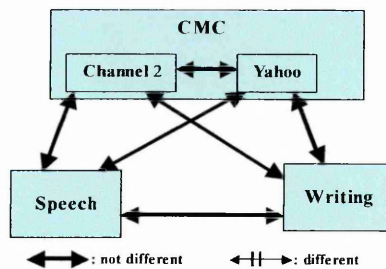 CMC
Channel 2
Yahoo
Speech
Writing
: not different
: different